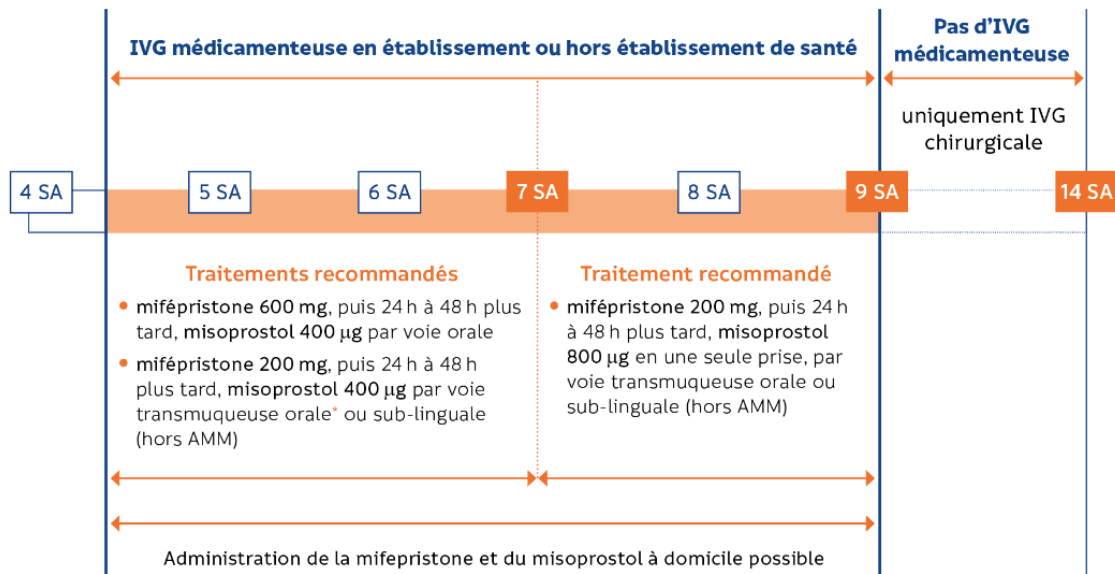 IVG médicamenteuse en établissement ou hors établissement de santé
Pas d’IVG
médicamenteuse
uniquement IVG
chirurgicale
4 SA
5 SA
6 SA
7 SA
8 SA
9 SA
14 SA
Traitements recommandés
• mifépristone 600 mg, puis 24 h à 48 h plus
tard, misoprostol 400 µg par voie orale
• mifépristone 200 mg, puis 24 h à 48 h
plus tard, misoprostol 400 µg par voie
transmuqueuse orale* ou sub-linguale
(hors AMM)
Traitement recommandé
• mifépristone 200 mg, puis 24 h
à 48 h plus tard, misoprostol
800 µg en une seule prise, par
voie transmuqueuse orale ou
sub-linguale (hors AMM)
Administration de la mifepristone et du misoprostol à domicile possible